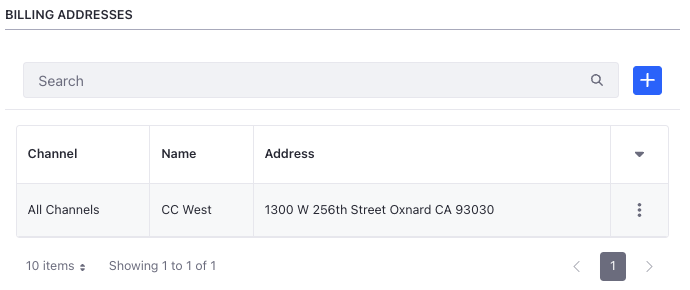 BILLING ADDRESSES
Search
Channel Name Address
All Channels CC West 1300 W 256th Street Oxnard CA 93030
10 items Showing 1 to 1 of 1 1